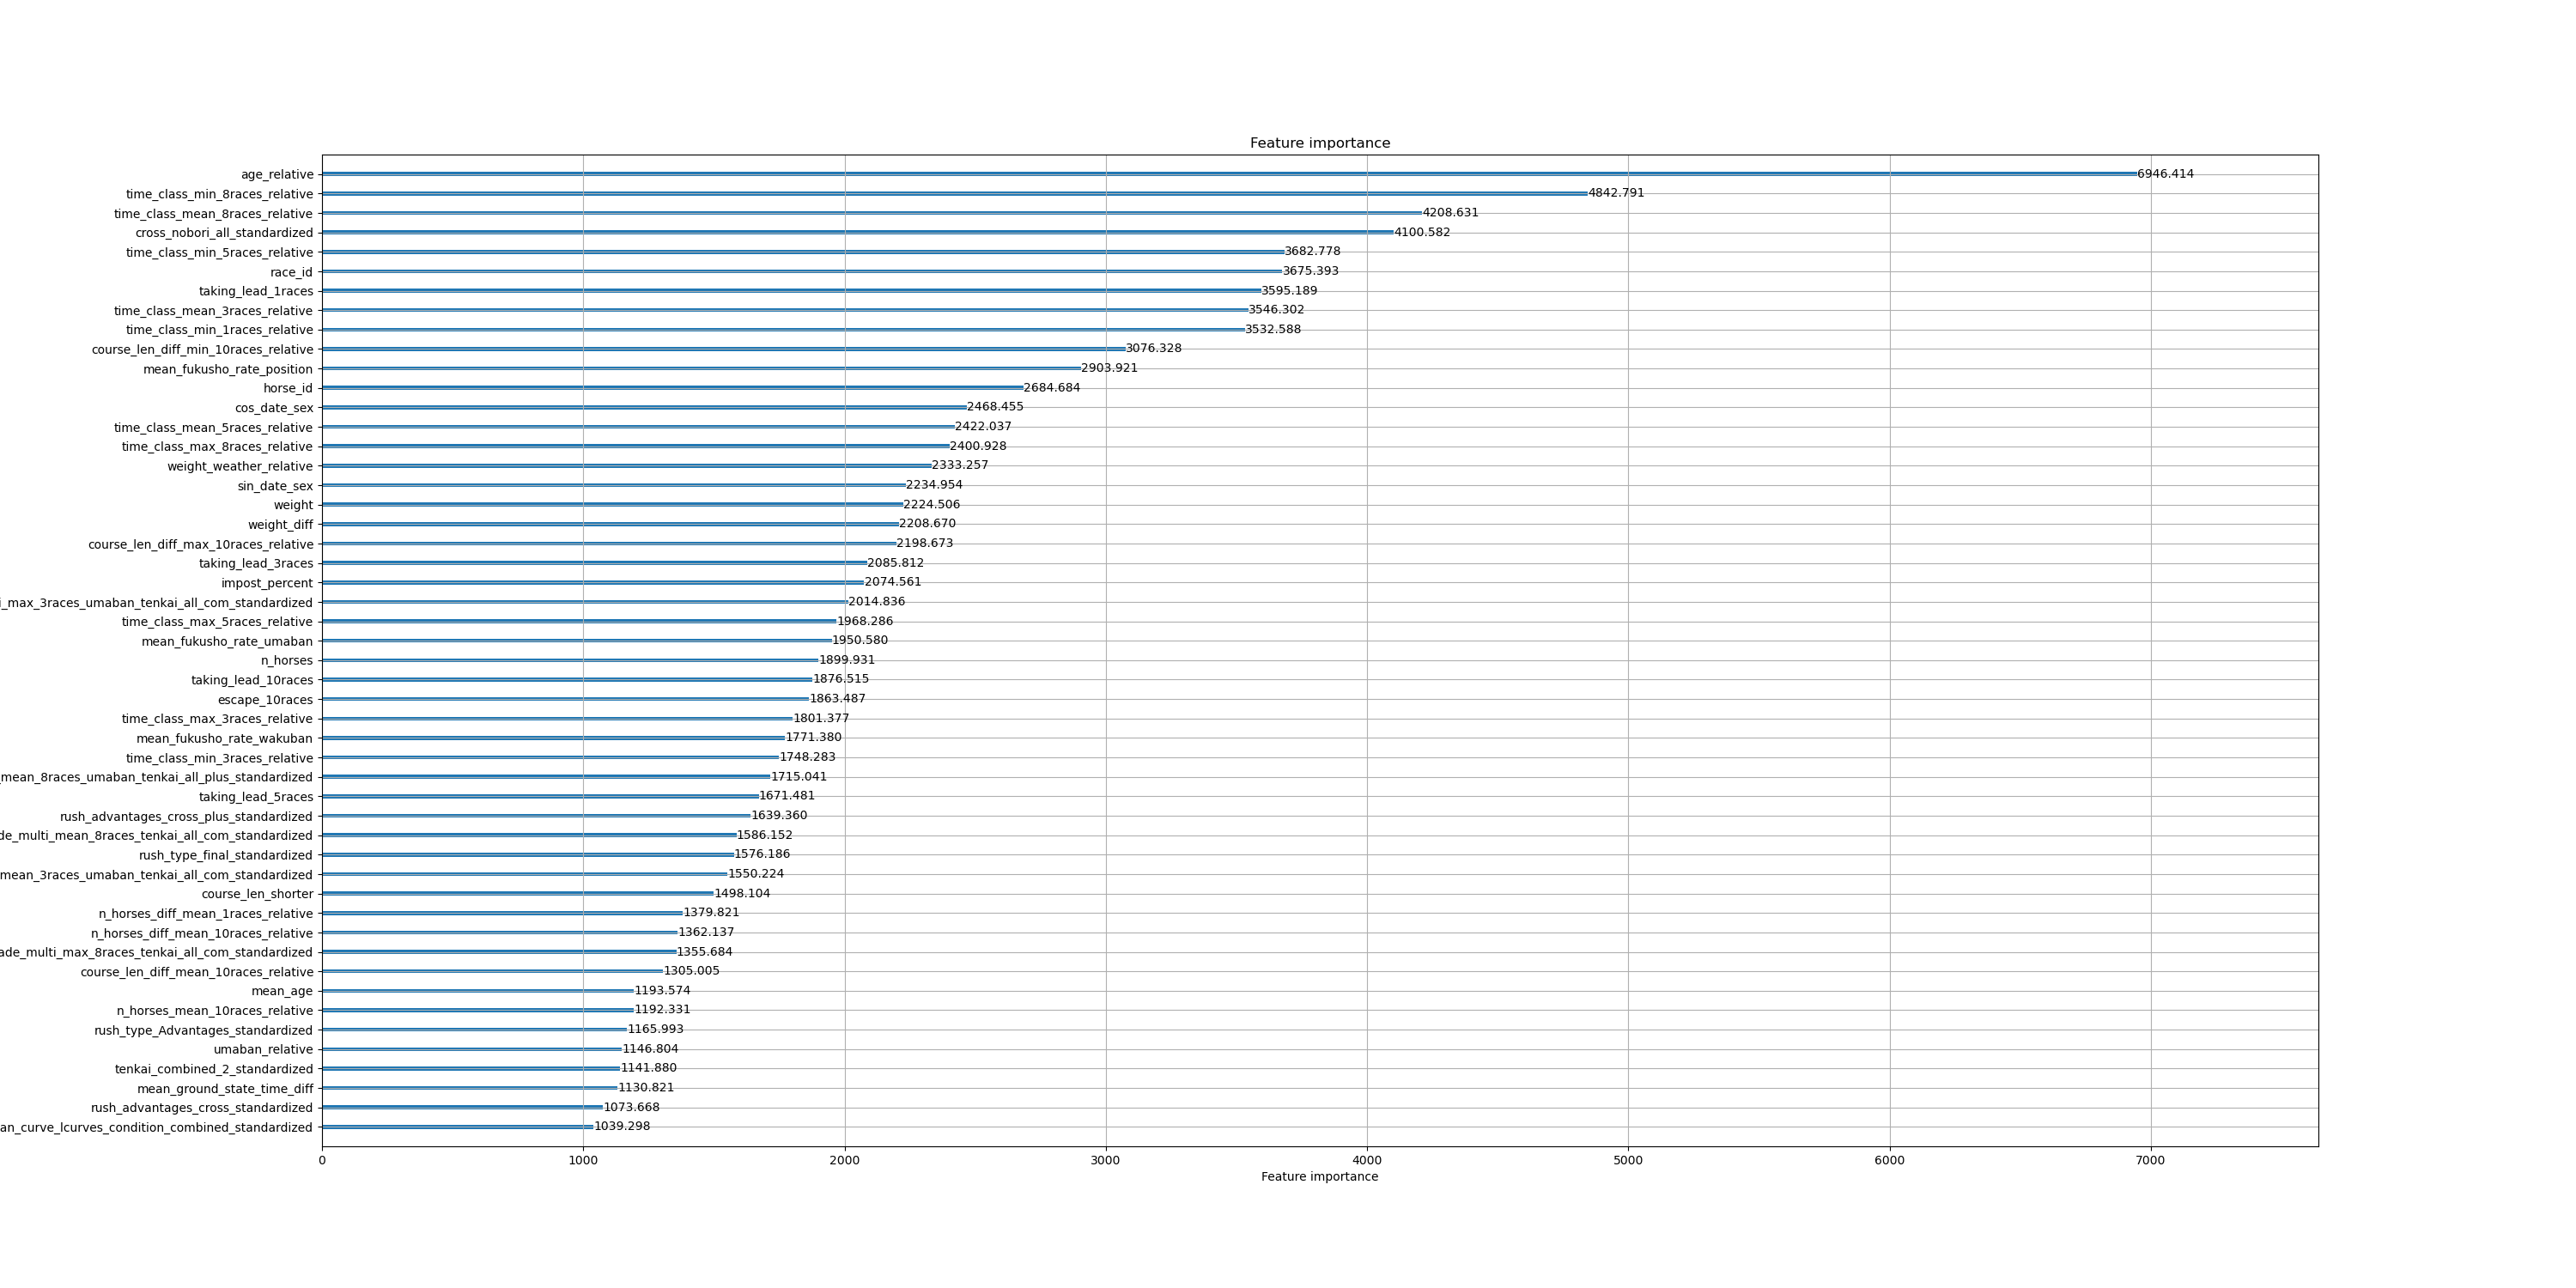 Feature importance
age_relative 6946.414
time_class_min_8races_relative 4842.791
time_class_mean_8races_relative 4208.631
cross_nobori_all_standardized 4100.582
time_class_min_5races_relative 3682.778
race_id 3675.393
taking_lead_1races 3595.189
time_class_mean_3races_relative 3546.302
time_class_min_1races_relative 3532.588
course_len_diff_min_10races_relative 3076.328
mean_fukusho_rate_position 2903.921
horse_id 2684.684
cos_date_sex 2468.455
time_class_mean_5races_relative 2422.037
time_class_max_8races_relative 2400.928
weight_weather_relative 2333.257
sin_date_sex 2234.954
weight 2224.506
weight_diff 2208.670
course_len_diff_max_10races_relative 2198.673
taking_lead_3races 2085.812
impost_percent 2074.561
i_max_3races_umaban_tenkai_all_com_standardized 2014.836
time_class_max_5races_relative 1968.286
mean_fukusho_rate_umaban 1950.580
n_horses 1899.931
taking_lead_10races 1876.515
escape_10races 1863.487
time_class_max_3races_relative 1801.377
mean_fukusho_rate_wakuban 1771.380
time_class_min_3races_relative 1748.283
mean_8races_umaban_tenkai_all_plus_standardized 1715.041
taking_lead_5races 1671.481
rush_advantages_cross_plus_standardized 1639.360
de_multi_mean_8races_tenkai_all_com_standardized 1586.152
rush_type_final_standardized 1576.186
mean_3races_umaban_tenkai_all_com_standardized 1550.224
course_len_shorter 1498.104
n_horses_diff_mean_1races_relative 1379.821
n_horses_diff_mean_10races_relative 1362.137
ade_multi_max_8races_tenkai_all_com_standardized 1355.684
course_len_diff_mean_10races_relative 1305.005
mean_age 1193.574
n_horses_mean_10races_relative 1192.331
rush_type_Advantages_standardized 1165.993
umaban_relative 1146.804
tenkai_combined_2_standardized 1141.880
mean_ground_state_time_diff 1130.821
rush_advantages_cross_standardized 1073.668
an_curve_lcurves_condition_combined_standardized 1039.298
0 1000 2000 3000 4000 5000 6000 7000
Feature importance